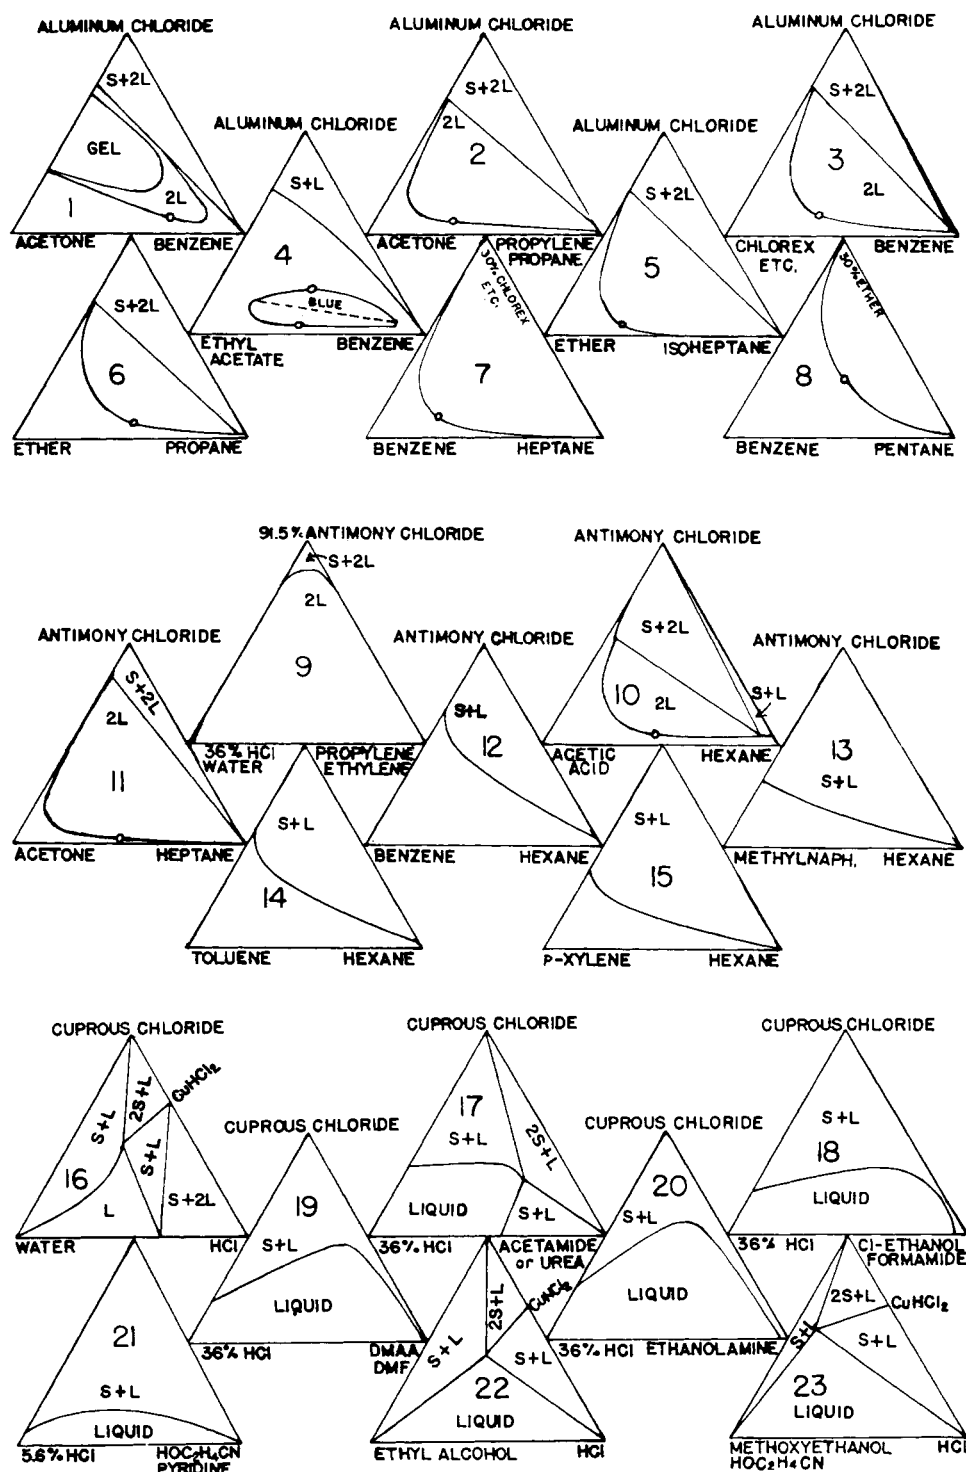 ALUMINUM CHLORIDE
S+2L
GEL
2L
1
ACETONE BENZENE
ALUMINUM CHLORIDE
S+2L
2L
2
ACETONE PROPYLENE
PROPANE
ALUMINUM CHLORIDE
S+2L
3
2L
CHLOREX BENZENE
ETC.
ALUMINUM CHLORIDE
S+L
4
BLUE
ETHYL BENZENE
ACETATE
ALUMINUM CHLORIDE
S+2L
5
ETHER ISOHEPTANE
S+2L
6
ETHER PROPANE
30% CHLOREX
ETC.
7
BENZENE HEPTANE
30% ETHER
8
BENZENE PENTANE
91.5% ANTIMONY CHLORIDE
S+2L
2L
9
36% HCl PROPYLENE
WATER ETHYLENE
ANTIMONY CHLORIDE
S+2L
10 2L
S+L
ACETIC HEXANE
ACID
ANTIMONY CHLORIDE
S+2L
2L
11
ACETONE HEPTANE
ANTIMONY CHLORIDE
S+L
12
BENZENE HEXANE
ANTIMONY CHLORIDE
13
S+L
METHYLNAPH. HEXANE
S+L
14
TOLUENE HEXANE
S+L
15
P-XYLENE HEXANE
CUPROUS CHLORIDE
CuHCl2
2S+L
S+L
S+L
16
L
S+2L
WATER HCl
CUPROUS CHLORIDE
17
S+L
2S+L
LIQUID
S+L
36% HCl ACETAMIDE
or UREA
CUPROUS CHLORIDE
S+L
18
LIQUID
36% HCl Cl-ETHANOL
FORMAMIDE
CUPROUS CHLORIDE
19
S+L
LIQUID
36% HCl DMAA
DMF
CUPROUS CHLORIDE
20
S+L
LIQUID
36% HCl ETHANOLAMINE
21
S+L
LIQUID
5.6% HCl HOC2H4CN
PYRIDINE
2S+L
CuHCl2
S+L
S+L
22
LIQUID
ETHYL ALCOHOL HCl
2S+L
CuHCl2
S+L
S+L
23
LIQUID
METHOXYETHANOL HCl
HOC2H4CN